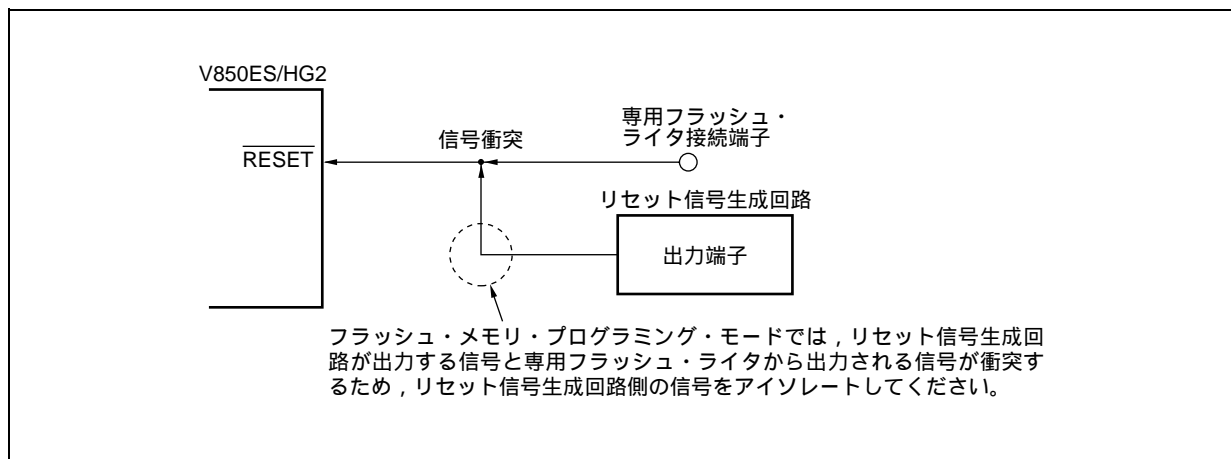 V850ES/HG2
RESET
信号衝突
専用フラッシュ・
ライタ接続端子
リセット信号生成回路
出力端子
フラッシュ・メモリ・プログラミング・モードでは，リセット信号生成回
路が出力する信号と専用フラッシュ・ライタから出力される信号が衝突す
るため，リセット信号生成回路側の信号をアイソレートしてください。